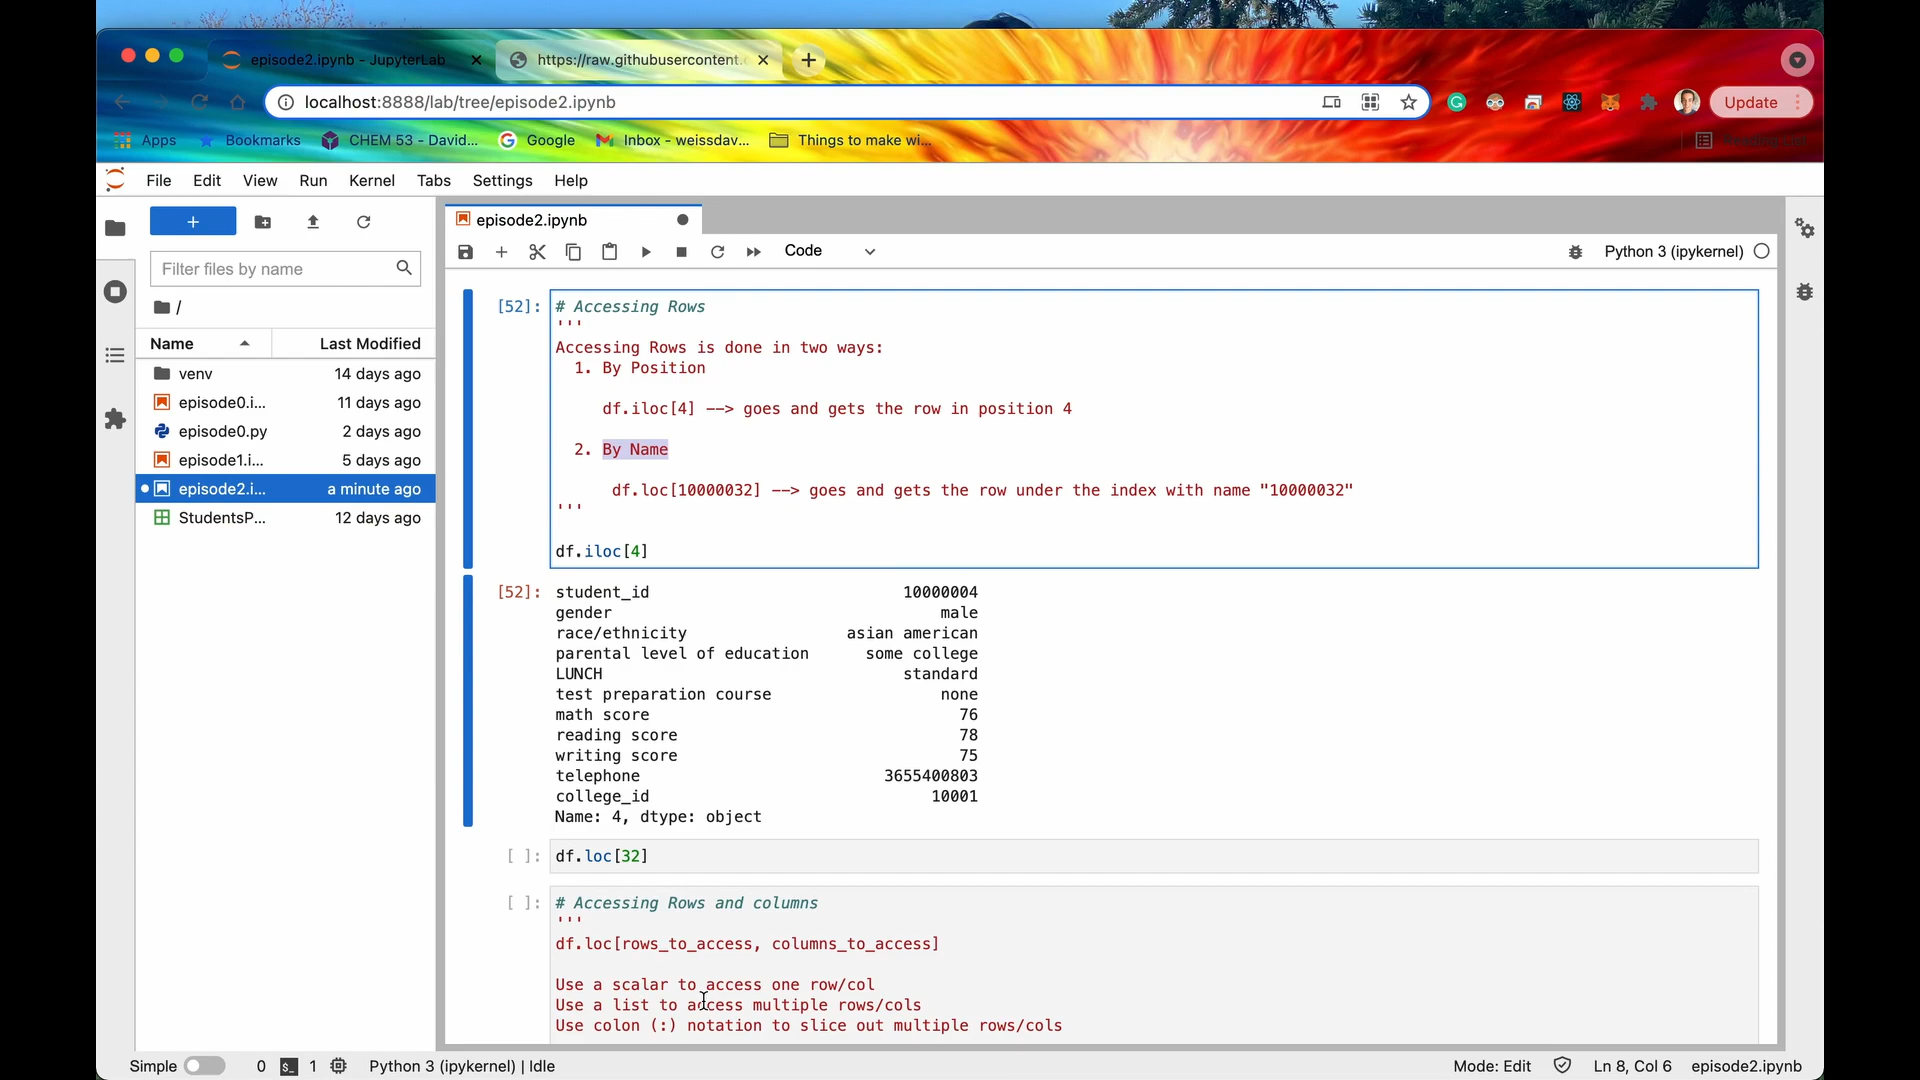 episode2.ipynb - JupyterLab
https://raw.githubusercontent.
localhost:8888/lab/tree/episode2.ipynb
Update
Apps
Bookmarks
CHEM 53 - David...
Google
Inbox - weissdav...
Things to make wi...
Reading List
File Edit View Run Kernel Tabs Settings Help
+
Filter files by name
/
Name Last Modified
venv 14 days ago
episode0.i... 11 days ago
episode0.py 2 days ago
episode1.i... 5 days ago
episode2.i... a minute ago
StudentsP... 12 days ago
episode2.ipynb
Code
Python 3 (ipykernel)
[52]: # Accessing Rows
'''
Accessing Rows is done in two ways:
1. By Position
df.iloc[4] --> goes and gets the row in position 4
2. By Name
df.loc[10000032] --> goes and gets the row under the index with name "10000032"
'''
df.iloc[4]
[52]: student_id 10000004
gender male
race/ethnicity asian american
parental level of education some college
LUNCH standard
test preparation course none
math score 76
reading score 78
writing score 75
telephone 3655400803
college_id 10001
Name: 4, dtype: object
[ ]: df.loc[32]
[ ]: # Accessing Rows and columns
'''
df.loc[rows_to_access, columns_to_access]
Use a scalar to access one row/col
Use a list to access multiple rows/cols
Use colon (:) notation to slice out multiple rows/cols
Simple 0 $_ 1 Python 3 (ipykernel) | Idle Mode: Edit Ln 8, Col 6 episode2.ipynb